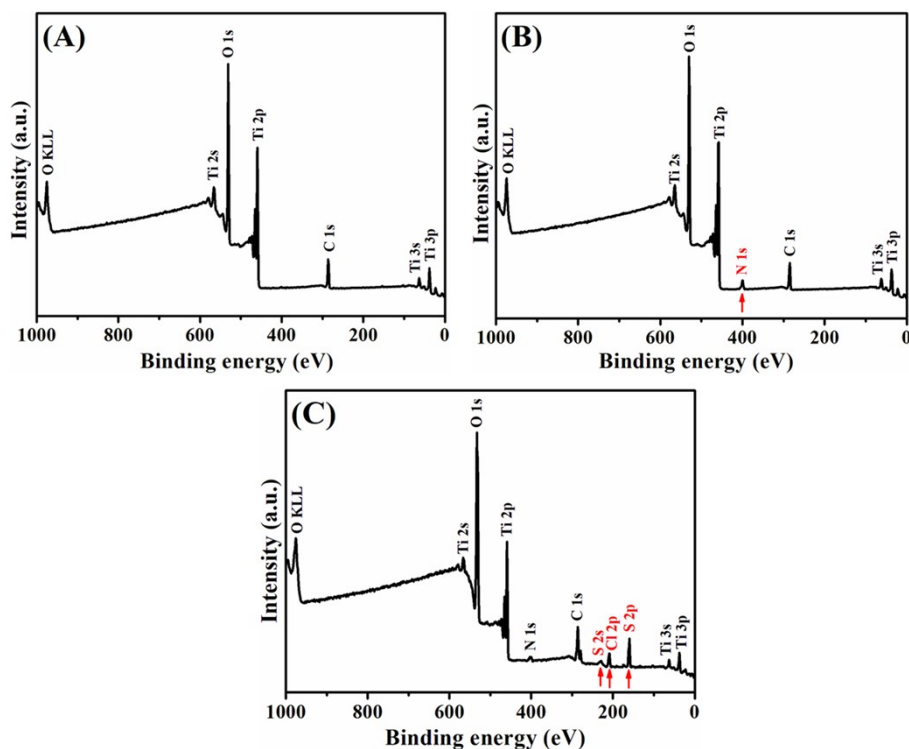 (A)
O 1s
Ti 2p
O KLL
Ti 2s
C 1s
Ti 3s
Ti 3p
Intensity (a.u.)
1000 800 600 400 200 0
Binding energy (eV)
(B)
O 1s
Ti 2p
O KLL
Ti 2s
N 1s
C 1s
Ti 3s
Ti 3p
Intensity (a.u.)
1000 800 600 400 200 0
Binding energy (eV)
(C)
O 1s
O KLL
Ti 2s
Ti 2p
N 1s
C 1s
S 2s
Cl 2p
S 2p
Ti 3s
Ti 3p
Intensity (a.u.)
1000 800 600 400 200 0
Binding energy (eV)